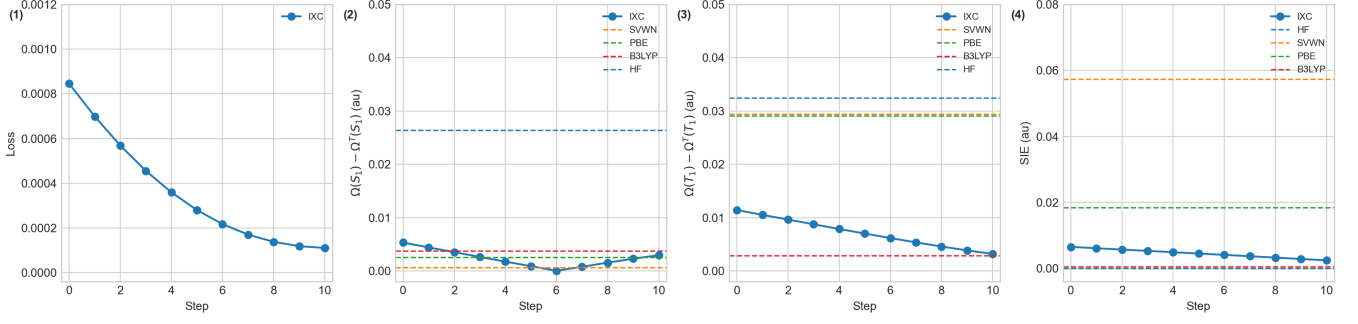 (1)
0.0012
0.0010
0.0008
0.0006
0.0004
0.0002
0.0000
Loss
0 2 4 6 8 10
Step
IXC
(2)
0.05
0.04
0.03
0.02
0.01
0.00
Ω(S₁) − Ωᵀ(S₁) (au)
0 2 4 6 8 10
Step
IXC
SVWN
PBE
B3LYP
HF
(3)
0.05
0.04
0.03
0.02
0.01
0.00
Ω(T₁) − Ωᵀ(T₁) (au)
0 2 4 6 8 10
Step
IXC
SVWN
PBE
B3LYP
HF
(4)
0.08
0.06
0.04
0.02
0.00
SIE (au)
0 2 4 6 8 10
Step
IXC
HF
SVWN
PBE
B3LYP